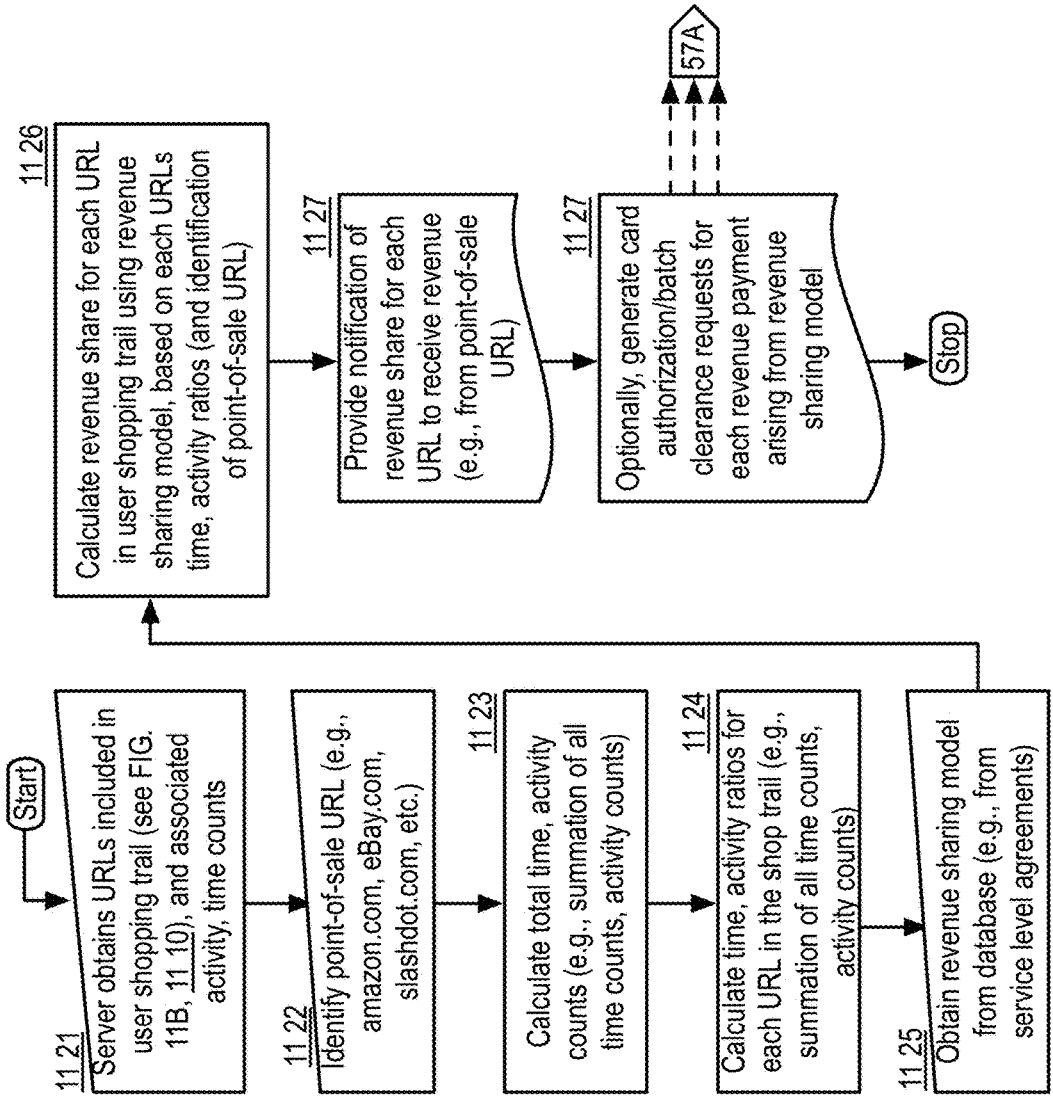 Start
11 21
Server obtains URLs included in
user shopping trail (see FIG.
11B, 11 10), and associated
activity, time counts
11 22
Identify point-of-sale URL (e.g.,
amazon.com, eBay.com,
slashdot.com, etc.)
11 23
Calculate total time, activity
counts (e.g., summation of all
time counts, activity counts)
11 24
Calculate time, activity ratios for
each URL in the shop trail (e.g.,
summation of all time counts,
activity counts)
11 25
Obtain revenue sharing model
from database (e.g., from
service level agreements)
11 26
Calculate revenue share for each URL
in user shopping trail using revenue
sharing model, based on each URLs
time, activity ratios (and identification
of point-of-sale URL)
11 27
Provide notification of
revenue share for each
URL to receive revenue
(e.g., from point-of-sale
URL)
11 27
Optionally, generate card
authorization/batch
clearance requests for
each revenue payment
arising from revenue
sharing model
57A
Stop